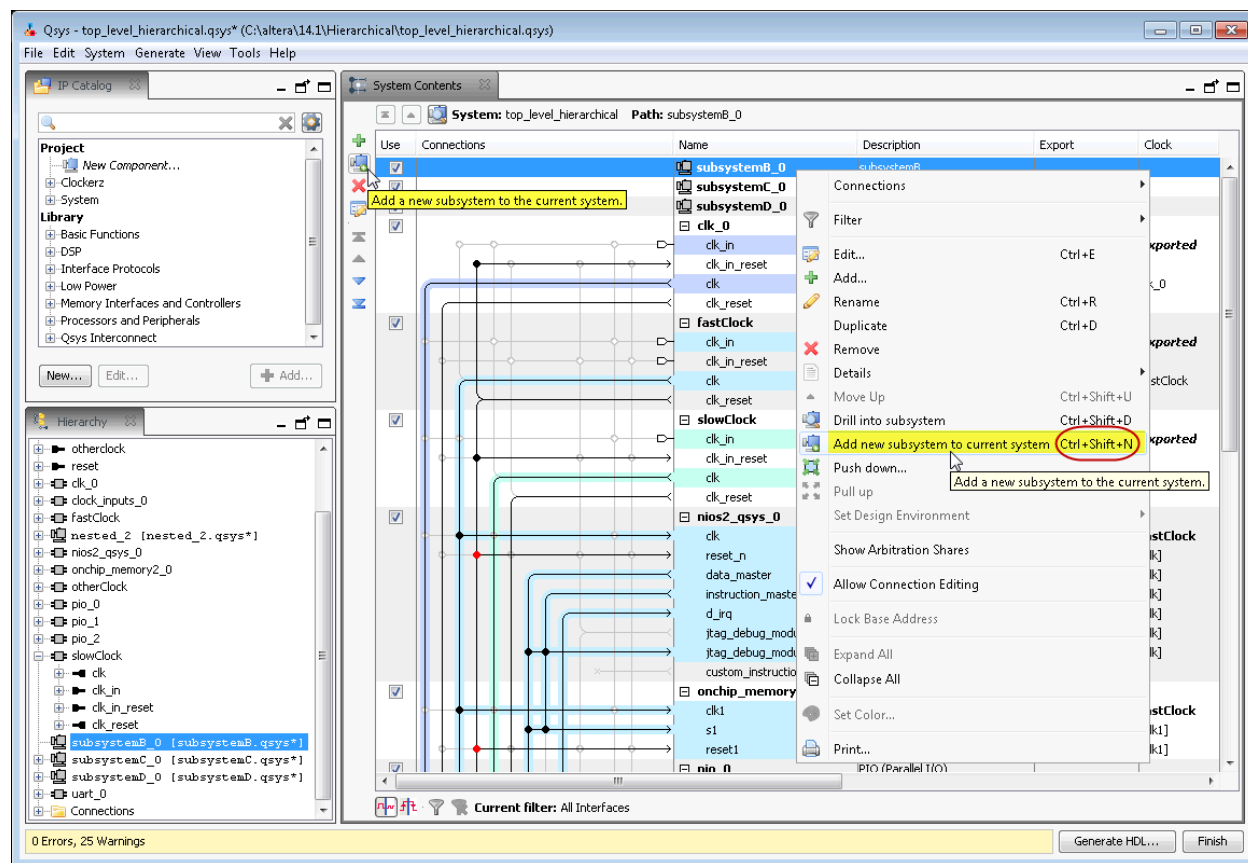 Qsys - top_level_hierarchical.qsys* (C:\altera\14.1\Hierarchical\top_level_hierarchical.qsys)
File Edit System Generate View Tools Help
IP Catalog
Project
New Component...
Clockerz
System
Library
Basic Functions
DSP
Interface Protocols
Low Power
Memory Interfaces and Controllers
Processors and Peripherals
Qsys Interconnect
New... Edit... Add...
Hierarchy
otherclock
reset
clk_0
clock_inputs_0
fastClock
nested_2 [nested_2.qsys*]
nios2_qsys_0
onchip_memory2_0
otherClock
pio_0
pio_1
pio_2
slowClock
clk
clk_in
clk_in_reset
clk_reset
subsystemB_0 [subsystemB.qsys*]
subsystemC_0 [subsystemC.qsys*]
subsystemD_0 [subsystemD.qsys*]
uart_0
Connections
System Contents
System: top_level_hierarchical Path: subsystemB_0
Use Connections Name Description Export Clock
subsystemB_0 subsystemB
subsystemC_0
Add a new subsystem to the current system.
subsystemD_0
clk_0
clk_in xported
clk_in_reset
clk k_0
clk_reset
fastClock
clk_in xported
clk_in_reset
clk stClock
clk_reset
slowClock
clk_in xported
clk_in_reset
clk
clk_reset
nios2_qsys_0
clk stClock
reset_n lk]
data_master lk]
instruction_maste lk]
d_irq lk]
jtag_debug_modu lk]
jtag_debug_modu lk]
custom_instructio
onchip_memory
clk1 stClock
s1 lk1]
reset1 lk1]
pio_0 PIO (Parallel I/O)
Connections
Filter
Edit... Ctrl+E
Add...
Rename Ctrl+R
Duplicate Ctrl+D
Remove
Details
Move Up Ctrl+Shift+U
Drill into subsystem Ctrl+Shift+D
Add new subsystem to current system Ctrl+Shift+N
Add a new subsystem to the current system.
Push down...
Pull up
Set Design Environment
Show Arbitration Shares
Allow Connection Editing
Lock Base Address
Expand All
Collapse All
Set Color...
Print...
Current filter: All Interfaces
0 Errors, 25 Warnings
Generate HDL... Finish